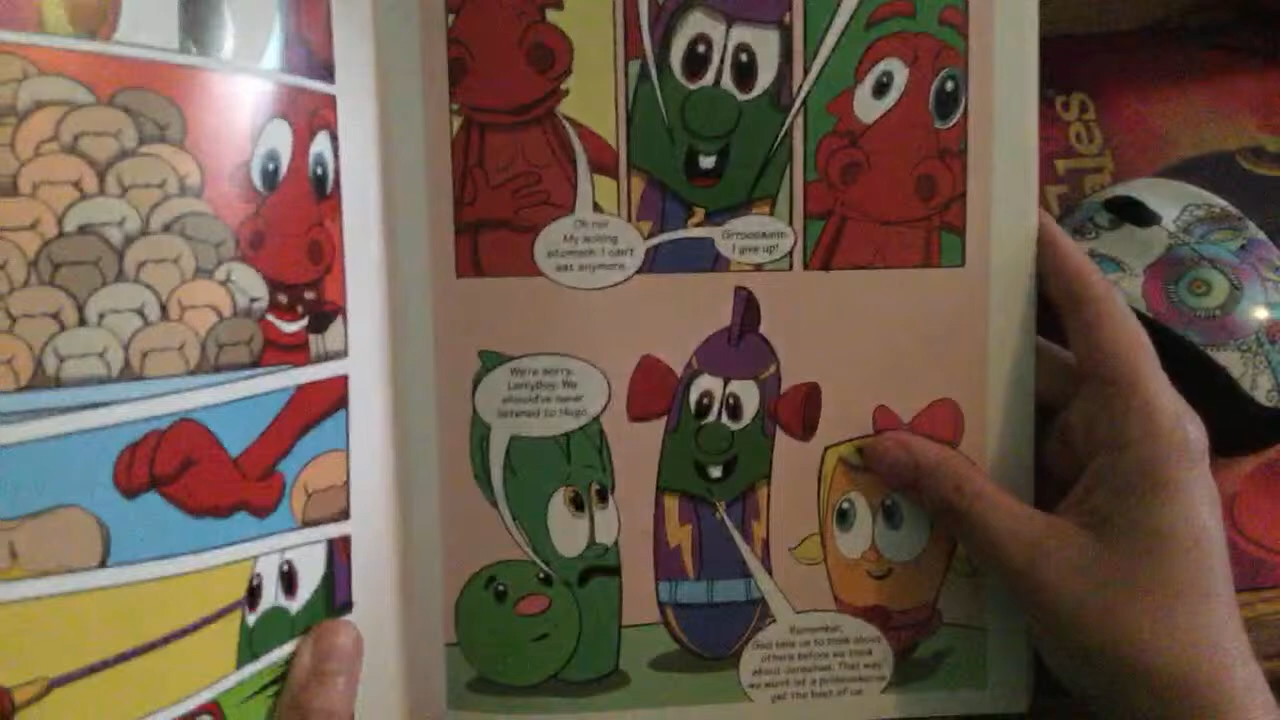 Oh no!
My aching
stomach. I can't
eat anymore.
I give up!
We're sorry,
LarryBoy. We
should've never
listened to Hugo.
Remember,
God tells us to think about
others before we think
about ourselves. That way,
we won't let a
get the best of us.
ales